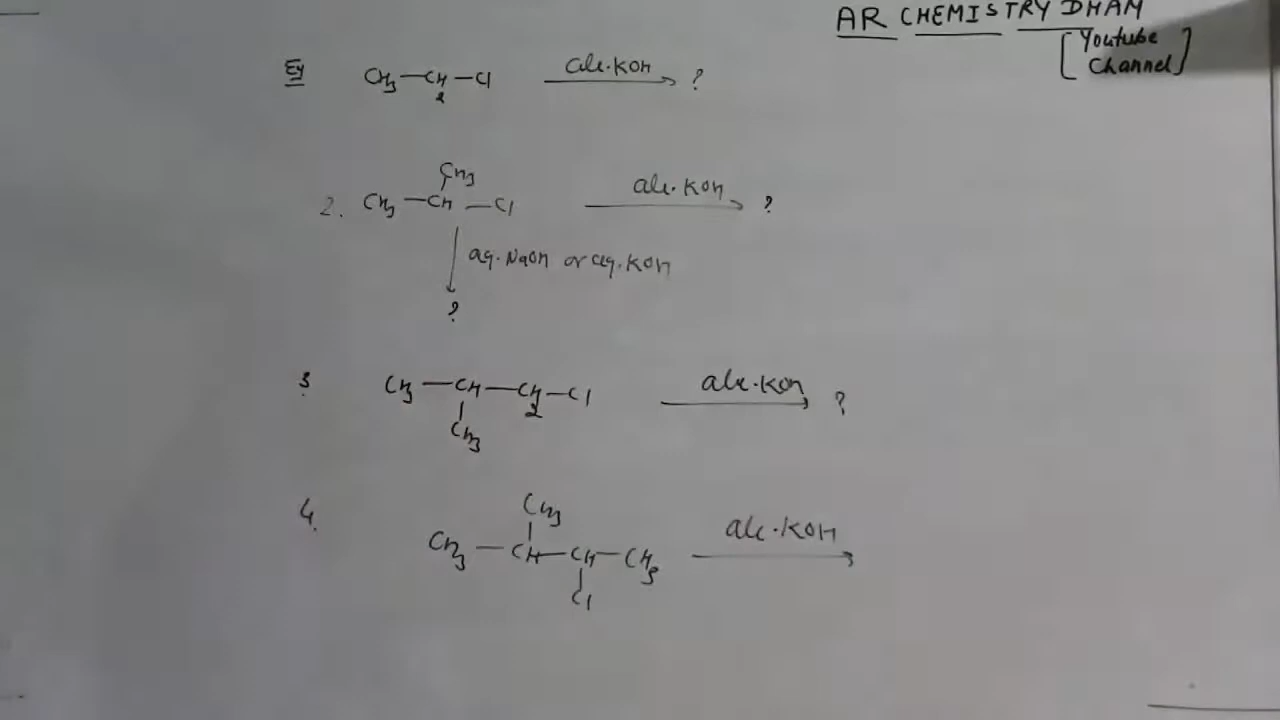 AR CHEMISTRY DHAM
[Youtube
Channel]
Ex CH3—CH2—Cl alc.KOH → ?
CH3
2. CH3—CH—Cl alc.KOH → ?
aq.NaOH or aq.KOH
?
3 CH3—CH—CH2—Cl alc.KOH → ?
CH3
4. CH3
CH3—CH—CH—CH3 alc.KOH →
Cl